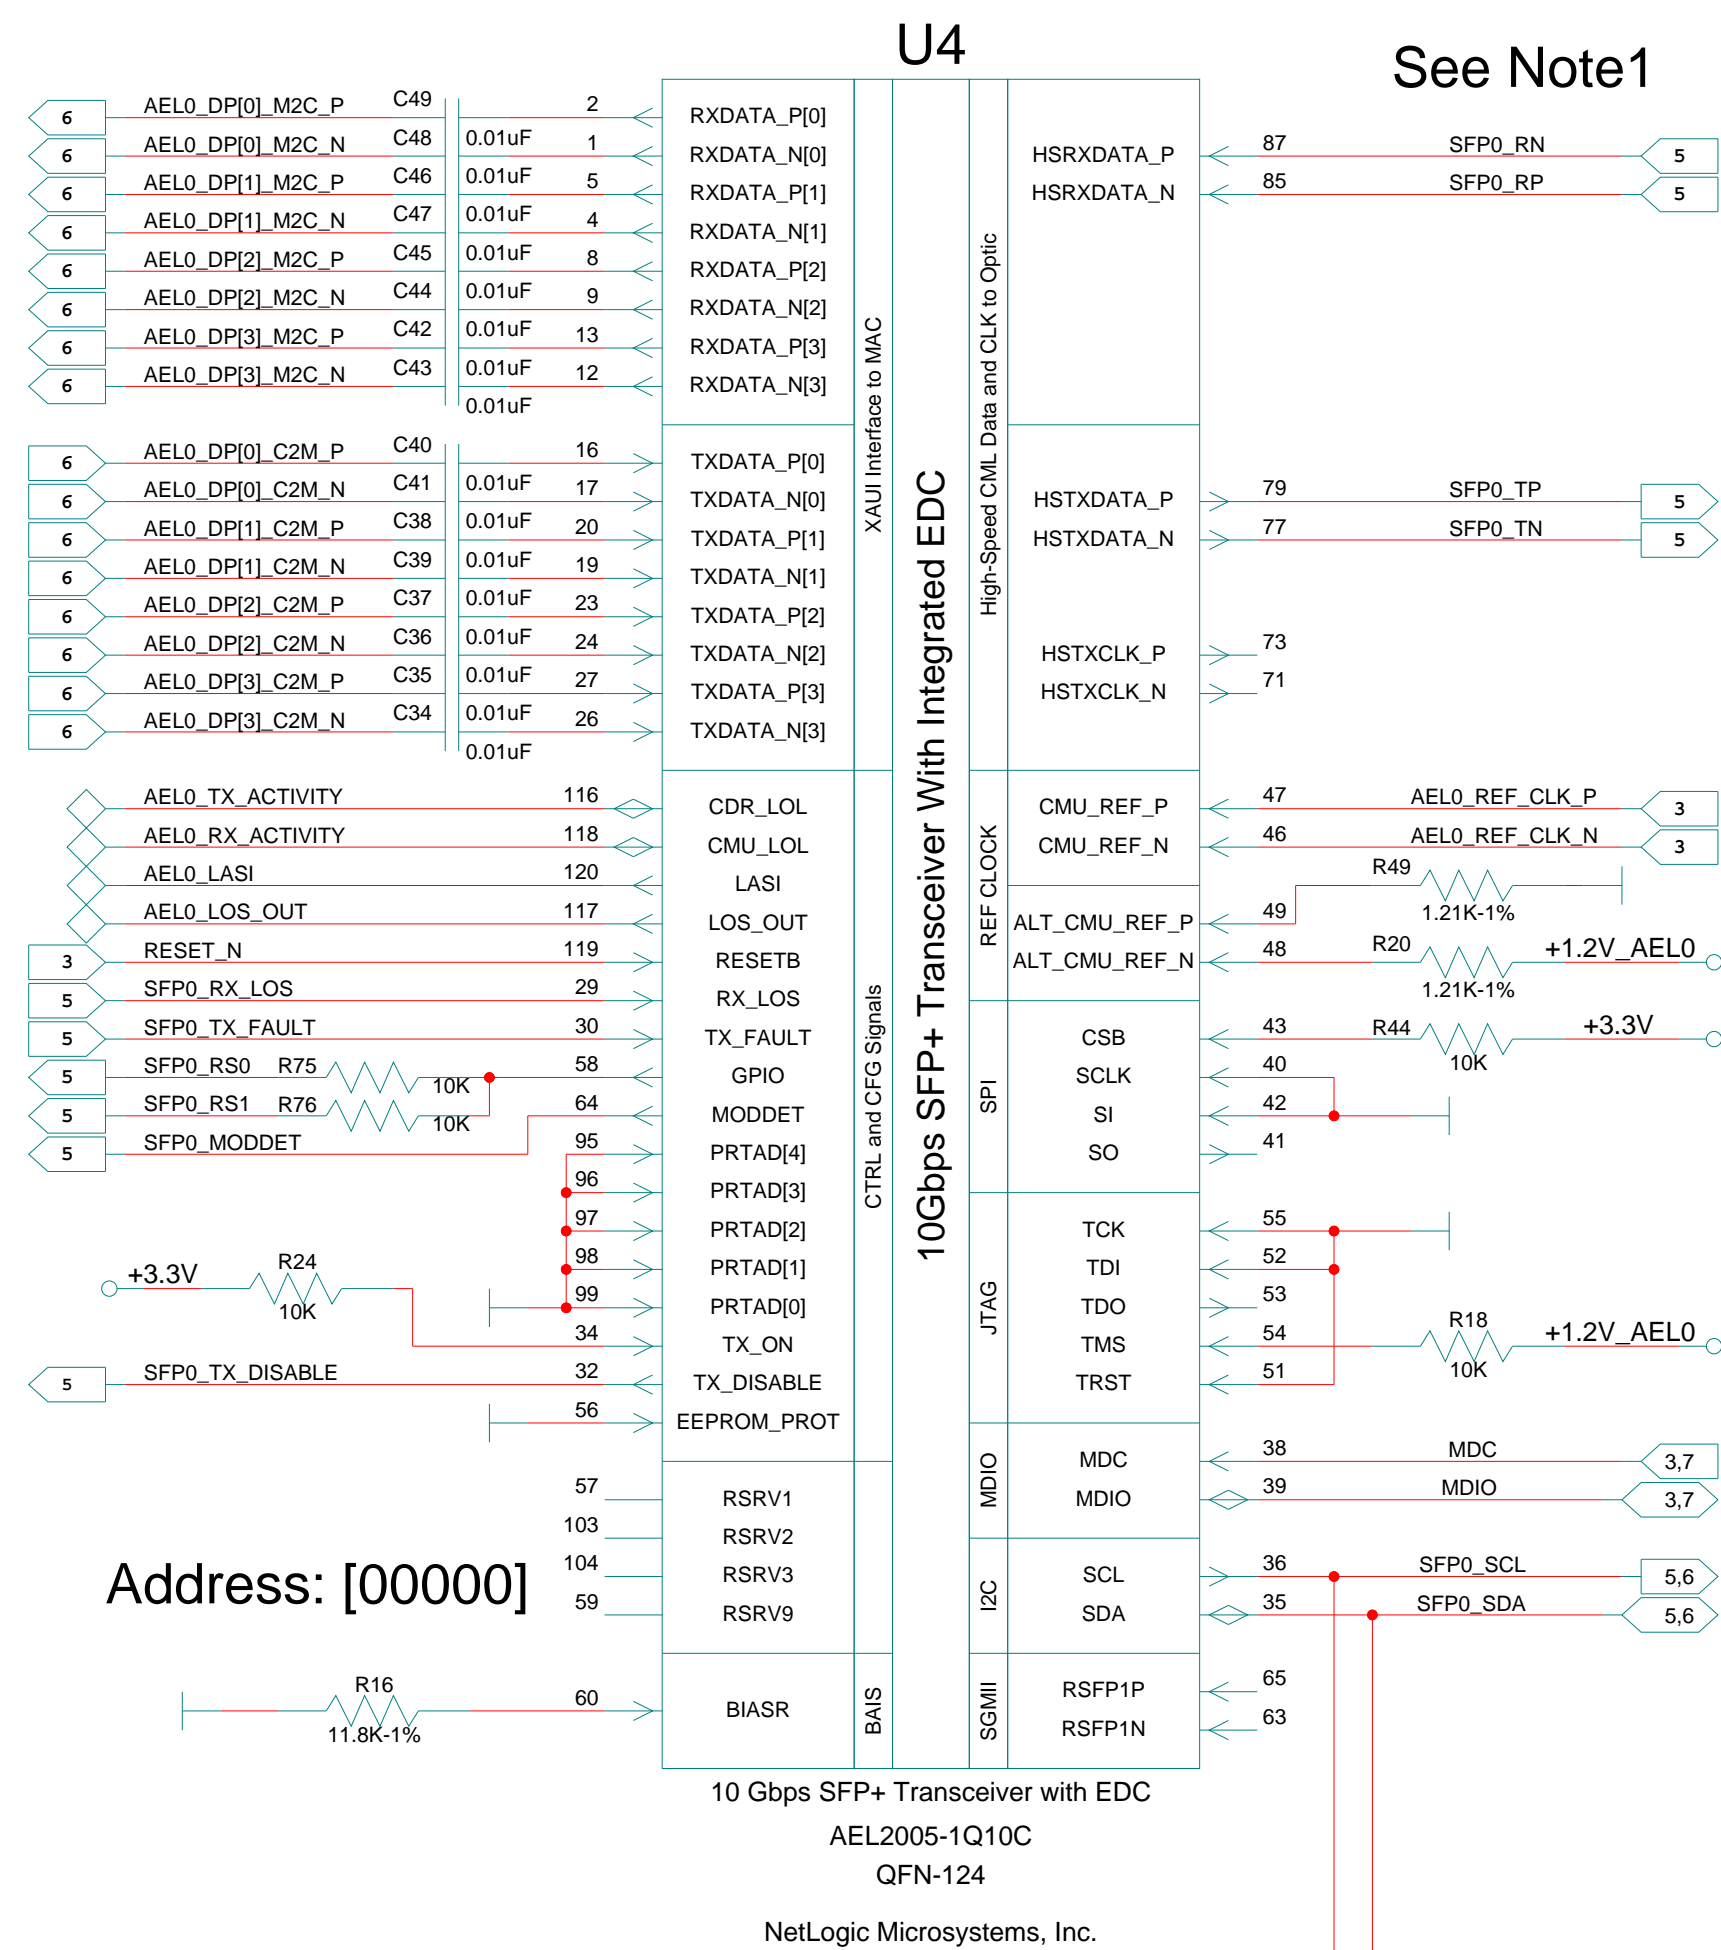 U4
See Note1
6 AEL0_DP[0]_M2C_P C49 0.01uF 2 RXDATA_P[0]
6 AEL0_DP[0]_M2C_N C48 0.01uF 1 RXDATA_N[0]
6 AEL0_DP[1]_M2C_P C46 0.01uF 5 RXDATA_P[1]
6 AEL0_DP[1]_M2C_N C47 0.01uF 4 RXDATA_N[1]
6 AEL0_DP[2]_M2C_P C45 0.01uF 8 RXDATA_P[2]
6 AEL0_DP[2]_M2C_N C44 0.01uF 9 RXDATA_N[2]
6 AEL0_DP[3]_M2C_P C42 0.01uF 13 RXDATA_P[3]
6 AEL0_DP[3]_M2C_N C43 0.01uF 12 RXDATA_N[3]
6 AEL0_DP[0]_C2M_P C40 0.01uF 16 TXDATA_P[0]
6 AEL0_DP[0]_C2M_N C41 0.01uF 17 TXDATA_N[0]
6 AEL0_DP[1]_C2M_P C38 0.01uF 20 TXDATA_P[1]
6 AEL0_DP[1]_C2M_N C39 0.01uF 19 TXDATA_N[1]
6 AEL0_DP[2]_C2M_P C37 0.01uF 23 TXDATA_P[2]
6 AEL0_DP[2]_C2M_N C36 0.01uF 24 TXDATA_N[2]
6 AEL0_DP[3]_C2M_P C35 0.01uF 27 TXDATA_P[3]
6 AEL0_DP[3]_C2M_N C34 0.01uF 26 TXDATA_N[3]
AEL0_TX_ACTIVITY 116 CDR_LOL
AEL0_RX_ACTIVITY 118 CMU_LOL
AEL0_LASI 120 LASI
AEL0_LOS_OUT 117 LOS_OUT
3 RESET_N 119 RESETB
5 SFP0_RX_LOS 29 RX_LOS
5 SFP0_TX_FAULT 30 TX_FAULT
5 SFP0_RS0 R75 10K 58 GPIO
5 SFP0_RS1 R76 10K 64 MODDET
5 SFP0_MODDET 95 PRTAD[4]
96 PRTAD[3]
97 PRTAD[2]
98 PRTAD[1]
+3.3V R24 10K 99 PRTAD[0]
34 TX_ON
5 SFP0_TX_DISABLE 32 TX_DISABLE
56 EEPROM_PROT
57 RSRV1
103 RSRV2
104 RSRV3
59 RSRV9
Address: [00000]
R16 11.8K-1% 60 BIASR
XAUI Interface to MAC
CTRL and CFG Signals
BAIS
10Gbps SFP+ Transceiver With Integrated EDC
High-Speed CML Data and CLK to Optic
REF CLOCK
SPI
JTAG
MDIO
I2C
SGMII
HSRXDATA_P 87 SFP0_RN 5
HSRXDATA_N 85 SFP0_RP 5
HSTXDATA_P 79 SFP0_TP 5
HSTXDATA_N 77 SFP0_TN 5
HSTXCLK_P 73
HSTXCLK_N 71
CMU_REF_P 47 AEL0_REF_CLK_P 3
CMU_REF_N 46 AEL0_REF_CLK_N 3
ALT_CMU_REF_P 49 R49 1.21K-1%
ALT_CMU_REF_N 48 R20 1.21K-1% +1.2V_AEL0
CSB 43 R44 10K +3.3V
SCLK 40
SI 42
SO 41
TCK 55
TDI 52
TDO 53
TMS 54 R18 10K +1.2V_AEL0
TRST 51
MDC 38 MDC 3,7
MDIO 39 MDIO 3,7
SCL 36 SFP0_SCL 5,6
SDA 35 SFP0_SDA 5,6
RSFP1P 65
RSFP1N 63
10 Gbps SFP+ Transceiver with EDC
AEL2005-1Q10C
QFN-124
NetLogic Microsystems, Inc.